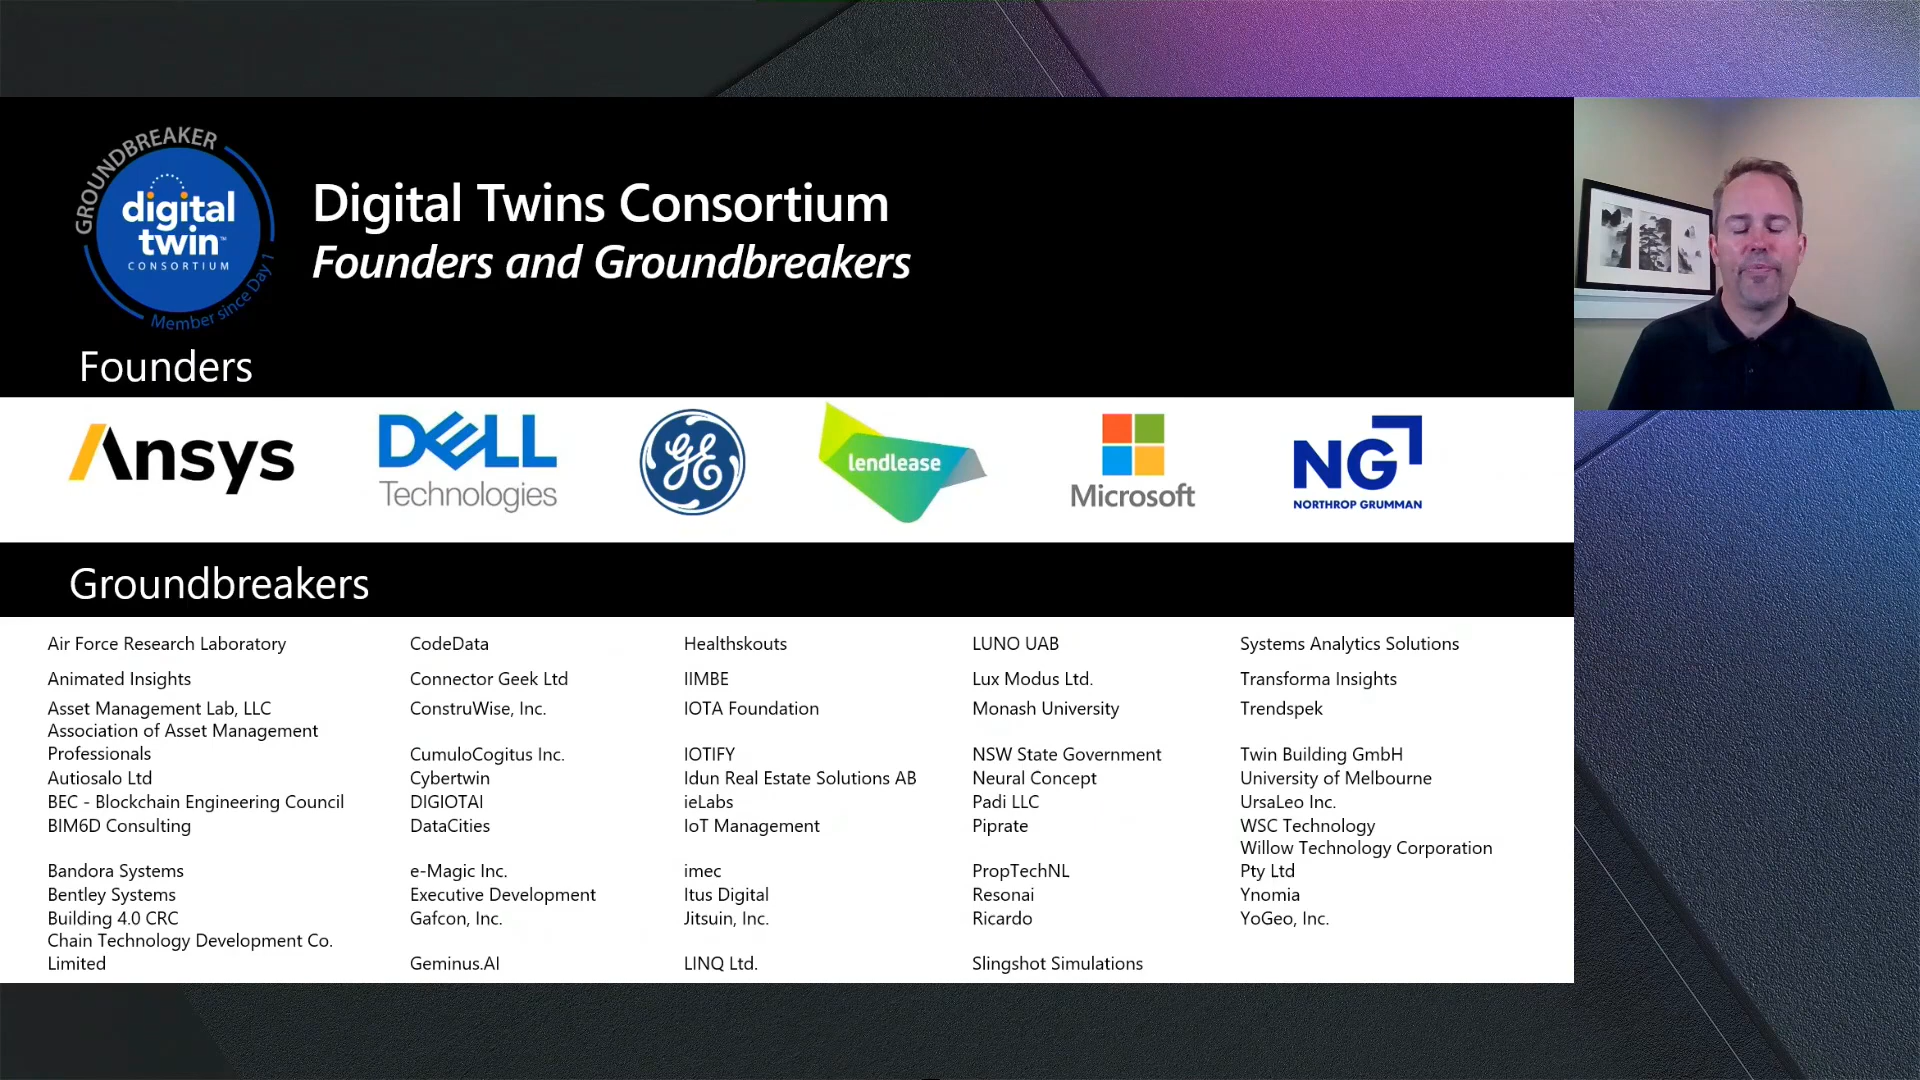 GROUNDBREAKER
digital
twin™
CONSORTIUM
Member since Day 1
Digital Twins Consortium
Founders and Groundbreakers
Founders
Ansys
DELL
Technologies
GE
lendlease
Microsoft
NG
NORTHROP GRUMMAN
Groundbreakers
Air Force Research Laboratory
Animated Insights
Asset Management Lab, LLC
Association of Asset Management
Professionals
Autiosalo Ltd
BEC - Blockchain Engineering Council
BIM6D Consulting
Bandora Systems
Bentley Systems
Building 4.0 CRC
Chain Technology Development Co.
Limited
CodeData
Connector Geek Ltd
ConstruWise, Inc.
CumuloCogitus Inc.
Cybertwin
DIGIOTAI
DataCities
e-Magic Inc.
Executive Development
Gafcon, Inc.
Geminus.AI
Healthskouts
IIMBE
IOTA Foundation
IOTIFY
Idun Real Estate Solutions AB
ieLabs
IoT Management
imec
Itus Digital
Jitsuin, Inc.
LINQ Ltd.
LUNO UAB
Lux Modus Ltd.
Monash University
NSW State Government
Neural Concept
Padi LLC
Piprate
PropTechNL
Resonai
Ricardo
Slingshot Simulations
Systems Analytics Solutions
Transforma Insights
Trendspek
Twin Building GmbH
University of Melbourne
UrsaLeo Inc.
WSC Technology
Willow Technology Corporation
Pty Ltd
Ynomia
YoGeo, Inc.